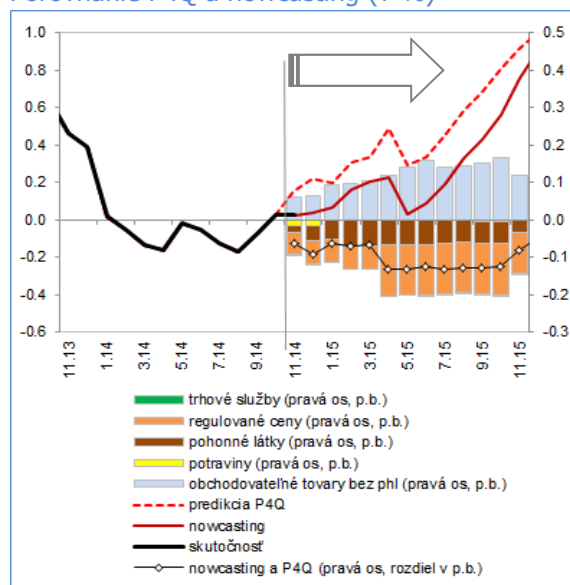 Porovnanie P4Q a nowcasting (v %)
1.0 0.5
0.8 0.4
0.6 0.3
0.4 0.2
0.2 0.1
0.0 0.0
-0.2 -0.1
-0.4 -0.2
-0.6 -0.3
11.13 1.14 3.14 5.14 7.14 9.14 11.14 1.15 3.15 5.15 7.15 9.15 11.15
trhové služby (pravá os, p.b.)
regulované ceny (pravá os, p.b.)
pohonné látky (pravá os, p.b.)
potraviny (pravá os, p.b.)
obchodovateľné tovary bez phl (pravá os, p.b.)
predikcia P4Q
nowcasting
skutočnosť
nowcasting a P4Q (pravá os, rozdiel v p.b.)